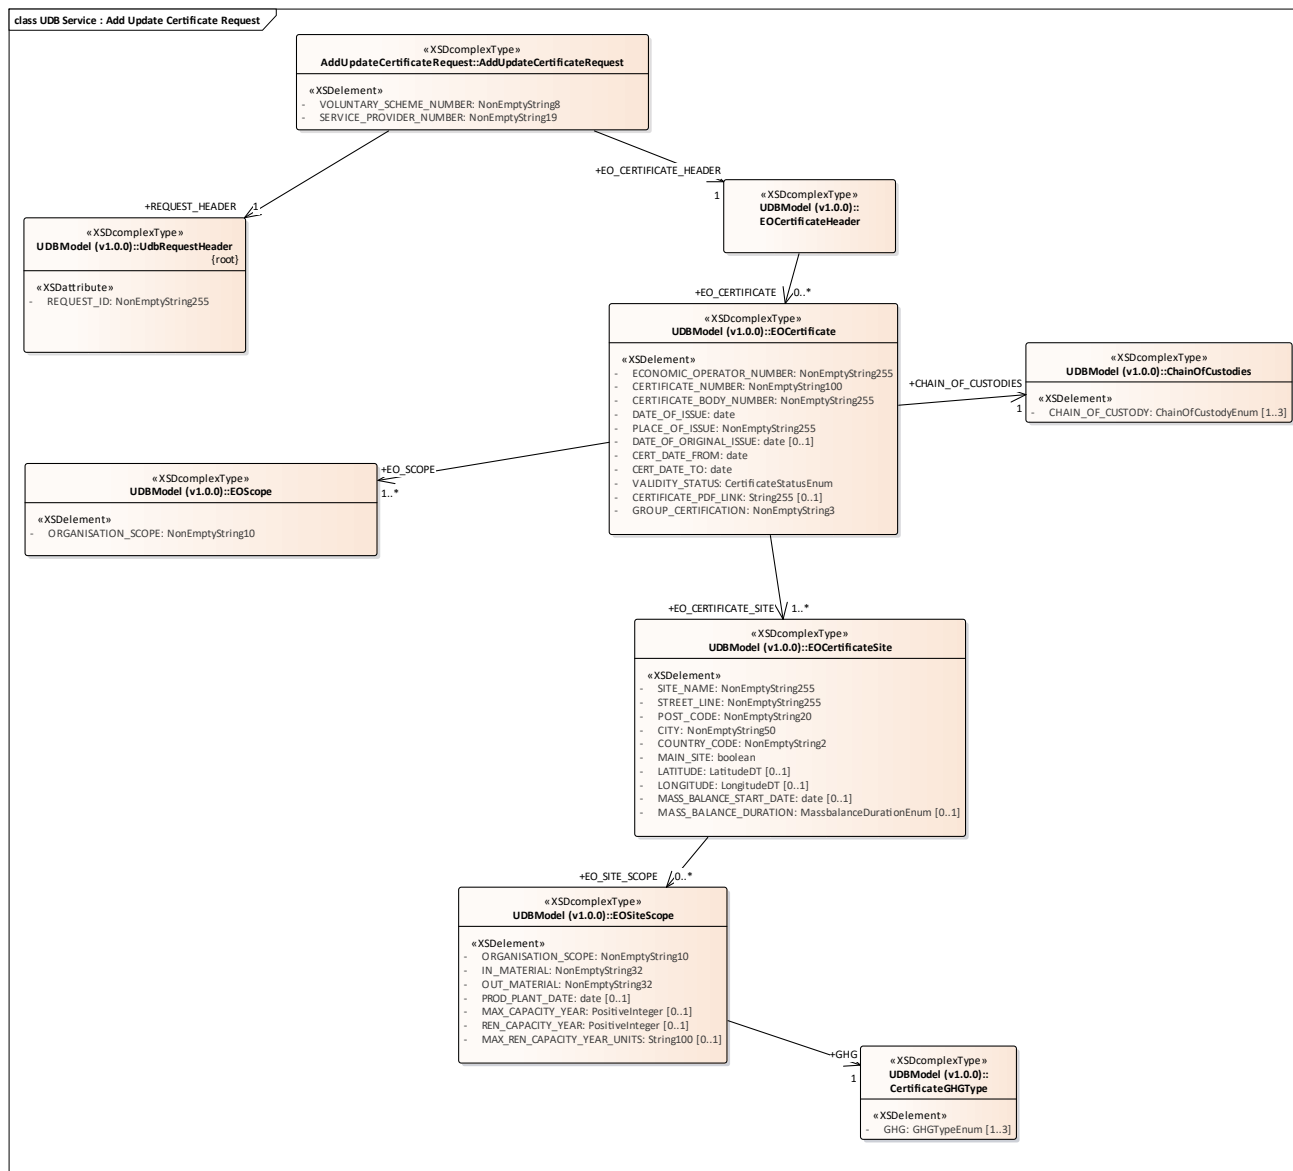 class UDB Service : Add Update Certificate Request
«XSDcomplexType»
AddUpdateCertificateRequest::AddUpdateCertificateRequest
«XSDelement»
- VOLUNTARY_SCHEME_NUMBER: NonEmptyString8
- SERVICE_PROVIDER_NUMBER: NonEmptyString19
+EO_CERTIFICATE_HEADER
1
+REQUEST_HEADER
1
«XSDcomplexType»
UDBModel (v1.0.0)::
EOCertificateHeader
«XSDcomplexType»
UDBModel (v1.0.0)::UdbRequestHeader
{root}
«XSDattribute»
- REQUEST_ID: NonEmptyString255
+EO_CERTIFICATE
0..*
«XSDcomplexType»
UDBModel (v1.0.0)::EOCertificate
«XSDelement»
- ECONOMIC_OPERATOR_NUMBER: NonEmptyString255
- CERTIFICATE_NUMBER: NonEmptyString100
- CERTIFICATE_BODY_NUMBER: NonEmptyString255
- DATE_OF_ISSUE: date
- PLACE_OF_ISSUE: NonEmptyString255
- DATE_OF_ORIGINAL_ISSUE: date [0..1]
- CERT_DATE_FROM: date
- CERT_DATE_TO: date
- VALIDITY_STATUS: CertificateStatusEnum
- CERTIFICATE_PDF_LINK: String255 [0..1]
- GROUP_CERTIFICATION: NonEmptyString3
+CHAIN_OF_CUSTODIES
1
«XSDcomplexType»
UDBModel (v1.0.0)::ChainOfCustodies
«XSDelement»
- CHAIN_OF_CUSTODY: ChainOfCustodyEnum [1..3]
+EO_SCOPE
1..*
«XSDcomplexType»
UDBModel (v1.0.0)::EOScope
«XSDelement»
- ORGANISATION_SCOPE: NonEmptyString10
+EO_CERTIFICATE_SITE
1..*
«XSDcomplexType»
UDBModel (v1.0.0)::EOCertificateSite
«XSDelement»
- SITE_NAME: NonEmptyString255
- STREET_LINE: NonEmptyString255
- POST_CODE: NonEmptyString20
- CITY: NonEmptyString50
- COUNTRY_CODE: NonEmptyString2
- MAIN_SITE: boolean
- LATITUDE: LatitudeDT [0..1]
- LONGITUDE: LongitudeDT [0..1]
- MASS_BALANCE_START_DATE: date [0..1]
- MASS_BALANCE_DURATION: MassbalanceDurationEnum [0..1]
+EO_SITE_SCOPE
0..*
«XSDcomplexType»
UDBModel (v1.0.0)::EOSiteScope
«XSDelement»
- ORGANISATION_SCOPE: NonEmptyString10
- IN_MATERIAL: NonEmptyString32
- OUT_MATERIAL: NonEmptyString32
- PROD_PLANT_DATE: date [0..1]
- MAX_CAPACITY_YEAR: PositiveInteger [0..1]
- REN_CAPACITY_YEAR: PositiveInteger [0..1]
- MAX_REN_CAPACITY_YEAR_UNITS: String100 [0..1]
+GHG
1
«XSDcomplexType»
UDBModel (v1.0.0)::
CertificateGHGType
«XSDelement»
- GHG: GHGTypeEnum [1..3]